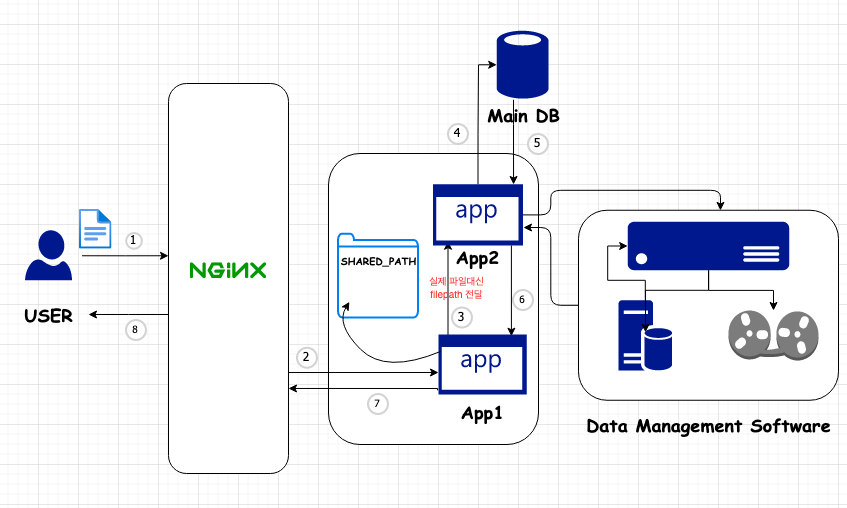 Main DB
4
5
app
App2
SHARED_PATH
실제 파일대신
filepath 전달
6
3
1
NGINX
USER
8
2
app
7
App1
Data Management Software